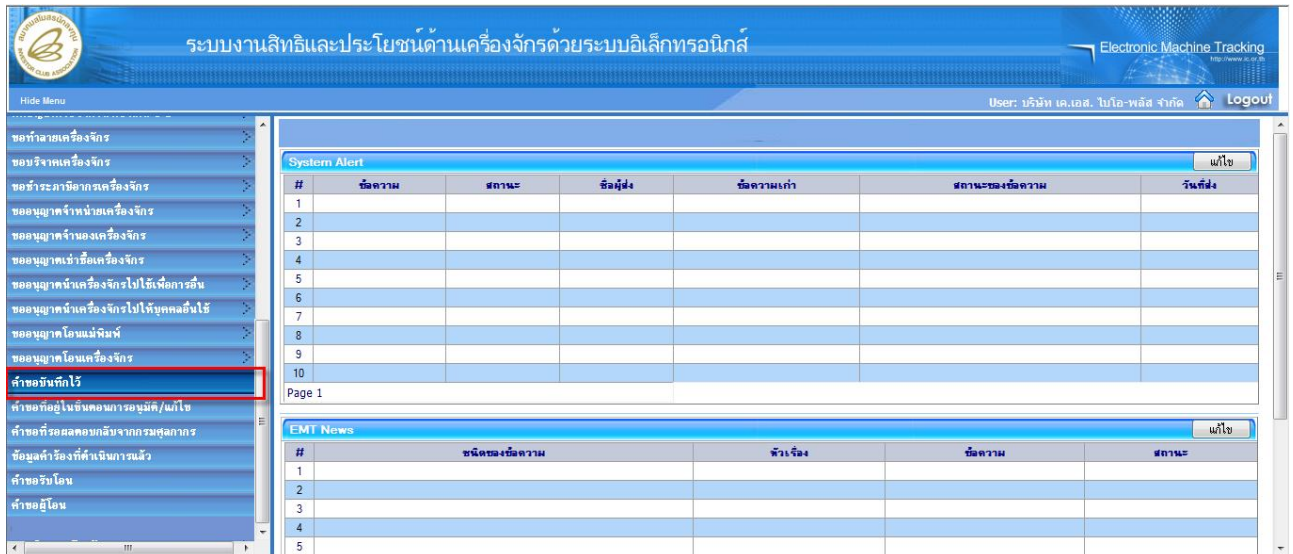 ระบบงานสิทธิและประโยชน์ด้านเครื่องจักรด้วยระบบอิเล็กทรอนิกส์
Electronic Machine Tracking
http://www.ic.or.th
Hide Menu
User: บริษัท เค.เอส. ไบโอ-พลัส จำกัด Logout
ขอทำลายเครื่องจักร
ขอบริจาคเครื่องจักร
ขอชำระภาษีอากรเครื่องจักร
ขออนุญาตจำหน่ายเครื่องจักร
ขออนุญาตจำนองเครื่องจักร
ขออนุญาตเช่าซื้อเครื่องจักร
ขออนุญาตนำเครื่องจักรไปใช้เพื่อการอื่น
ขออนุญาตนำเครื่องจักรไปให้บุคคลอื่นใช้
ขออนุญาตโอนแม่พิมพ์
ขออนุญาตโอนเครื่องจักร
คำขอบันทึกไว้
คำขอที่อยู่ในขั้นตอนการอนุมัติ/แก้ไข
คำขอที่รอผลตอบกลับจากกรมศุลกากร
ข้อมูลคำร้องที่ดำเนินการแล้ว
คำขอรับโอน
คำขอผู้โอน
System Alert แก้ไข
# ข้อความ สถานะ ชื่อผู้ส่ง ข้อความเก่า สถานะของข้อความ วันที่ส่ง
1
2
3
4
5
6
7
8
9
10
Page 1
EMT News แก้ไข
# ชนิดของข้อความ หัวเรื่อง ข้อความ สถานะ
1
2
3
4
5